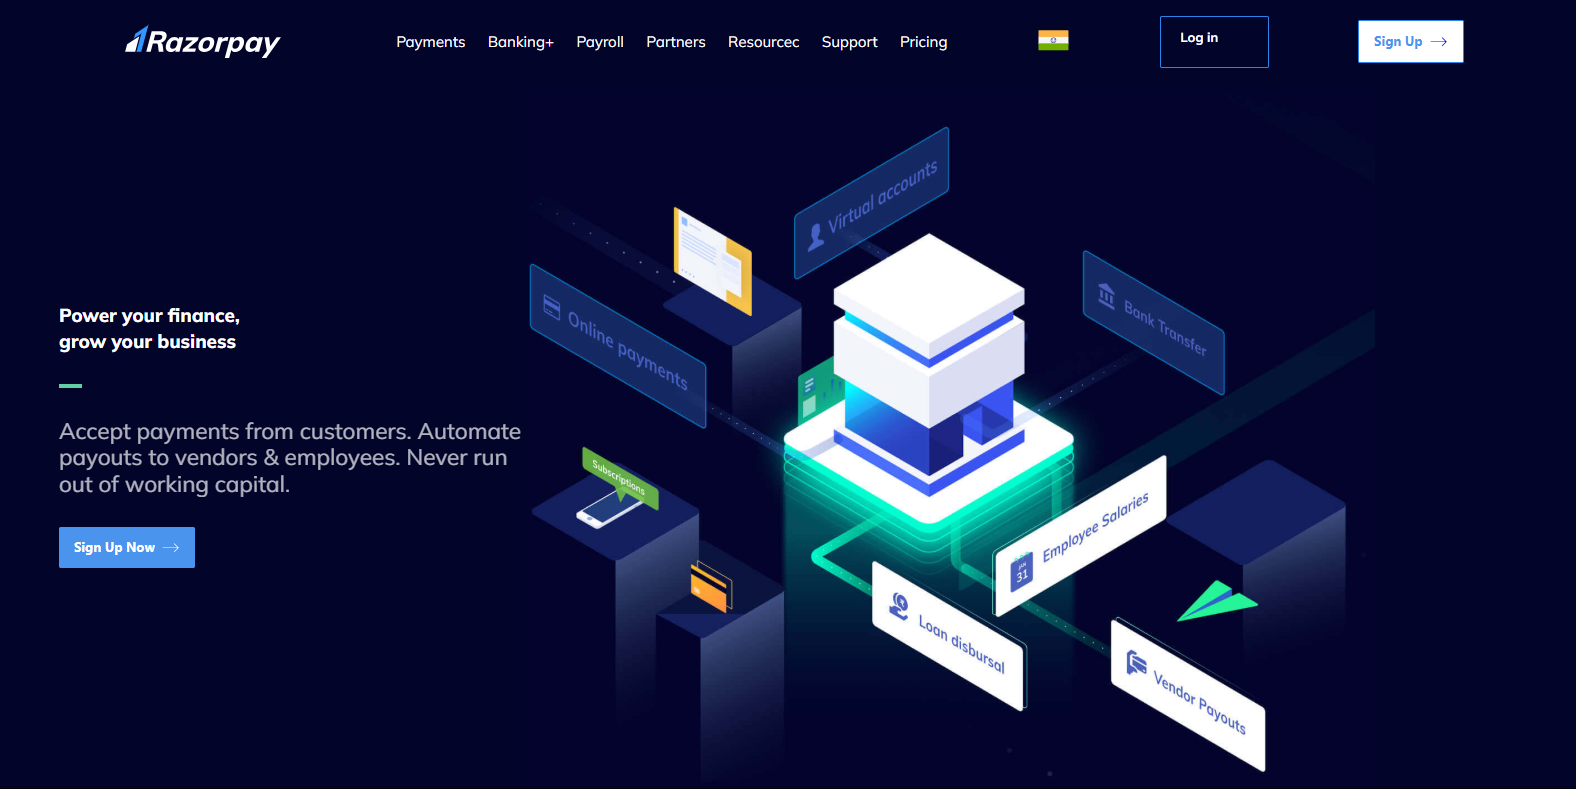 Razorpay
Payments Banking+ Payroll Partners Resourcec Support Pricing
Log in
Sign Up
Virtual accounts
Online payments
Bank Transfer
Power your finance,
grow your business
Accept payments from customers. Automate
payouts to vendors & employees. Never run
out of working capital.
Sign Up Now
Subscriptions
Employee Salaries
JAN
31
Loan disbursal
Vendor Payouts